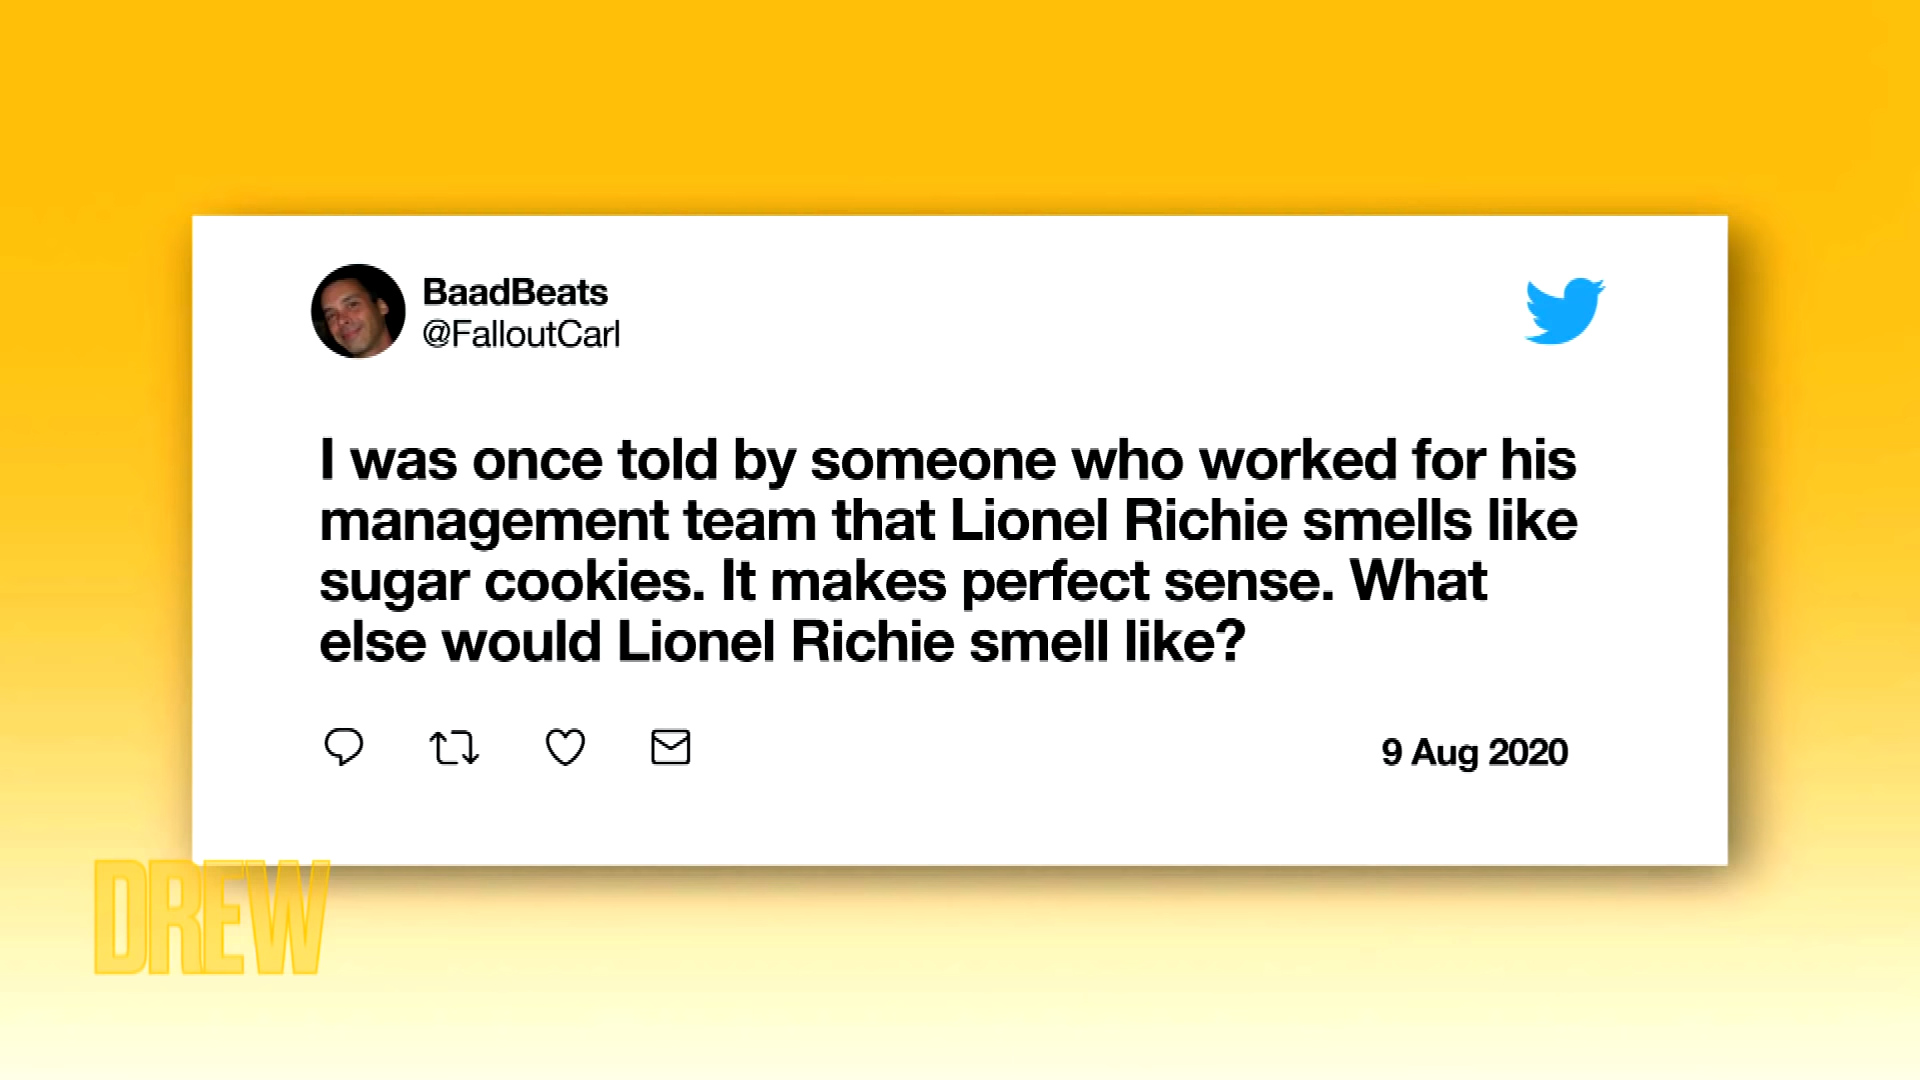 BaadBeats
@FalloutCarl
I was once told by someone who worked for his
management team that Lionel Richie smells like
sugar cookies. It makes perfect sense. What
else would Lionel Richie smell like?
9 Aug 2020
DREW